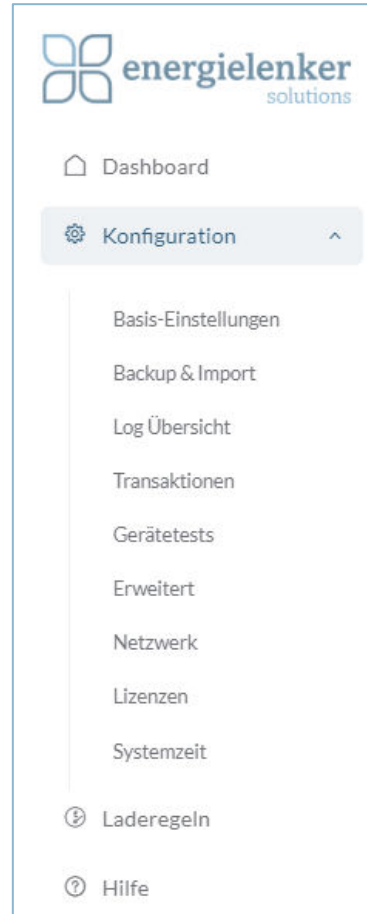 energielenker
solutions
Dashboard
Konfiguration
Basis-Einstellungen
Backup & Import
Log Übersicht
Transaktionen
Gerätetests
Erweitert
Netzwerk
Lizenzen
Systemzeit
Laderegeln
Hilfe